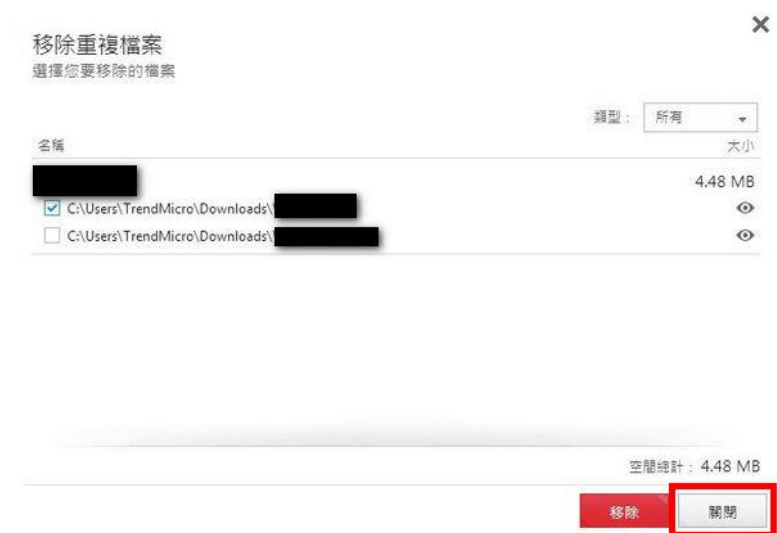 移除重複檔案
選擇您要移除的檔案
類型： 所有
名稱 大小
4.48 MB
C:\Users\TrendMicro\Downloads\
C:\Users\TrendMicro\Downloads\
空間總計： 4.48 MB
移除 關閉